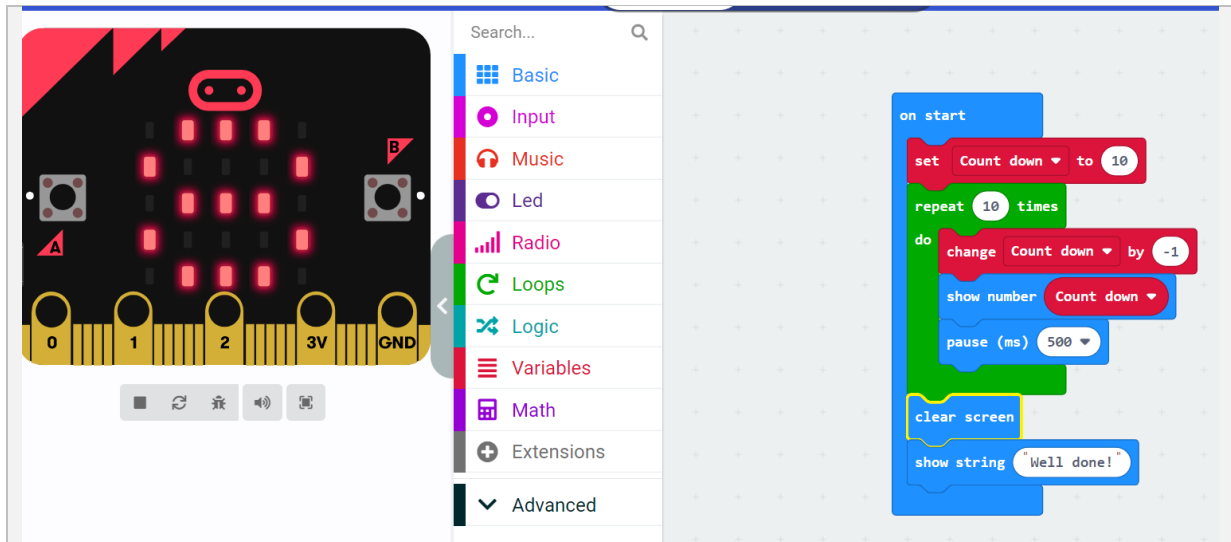 B
A
0 1 2 3V GND
Search...
Basic
Input
Music
Led
Radio
Loops
Logic
Variables
Math
Extensions
Advanced
on start
set Count down to 10
repeat 10 times
do
change Count down by -1
show number Count down
pause (ms) 500
clear screen
show string "Well done!"